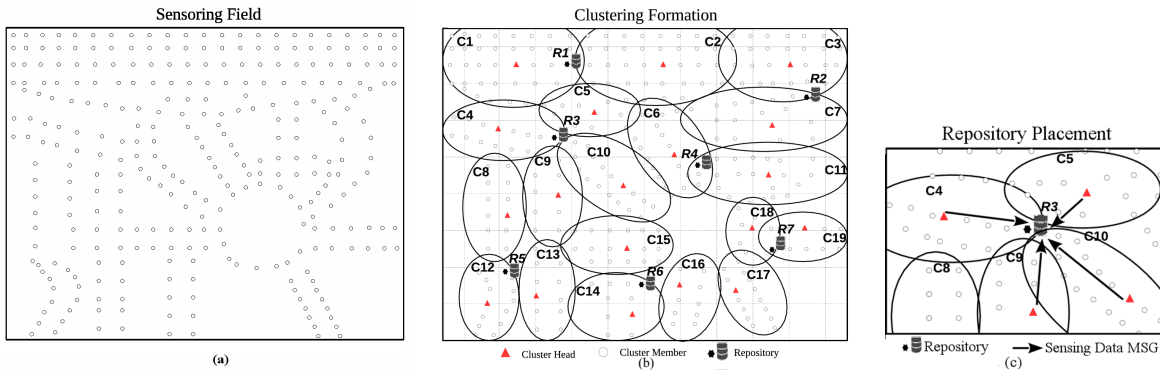 Sensoring Field
(a)
Clustering Formation
C1
R1
C2
C3
R2
C5
C4
R3
C6
C7
C9
C10
R4
C8
C11
C18
R7
C15
C19
C12
R5
C13
C16
C17
R6
C14
Cluster Head
Cluster Member
Repository
(b)
Repository Placement
C5
C4
R3
C10
C9
C8
Repository
Sensing Data MSG
(c)